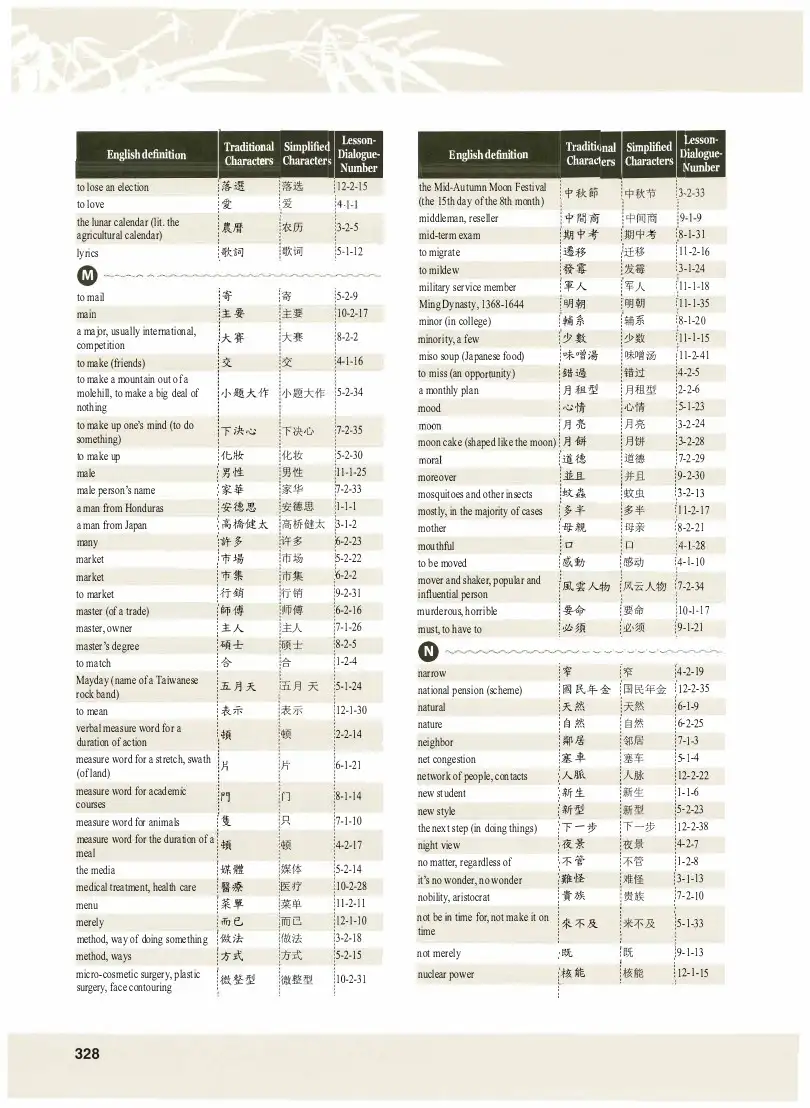 English definition Traditional Characters Simplified Characters Lesson-Dialogue-Number
to lose an election 落選 落选 12-2-15
to love 愛 爱 4-1-1
the lunar calendar (lit. the
agricultural calendar) 農曆 农历 3-2-5
lyrics 歌詞 歌词 5-1-12
M
to mail 寄 寄 5-2-9
main 主要 主要 10-2-17
a major, usually international,
competition 大賽 大赛 8-2-2
to make (friends) 交 交 4-1-16
to make a mountain out of a
molehill, to make a big deal of
nothing 小題大作 小题大作 5-2-34
to make up one's mind (to do
something) 下決心 下决心 7-2-35
to make up 化妝 化妆 5-2-30
male 男性 男性 11-1-25
male person's name 家華 家华 7-2-33
a man from Honduras 安德思 安德思 1-1-1
a man from Japan 高橋健太 高桥健太 3-1-2
many 許多 许多 6-2-23
market 市場 市场 5-2-22
market 市集 市集 6-2-2
to market 行銷 行销 9-2-31
master (of a trade) 師傅 师傅 6-2-16
master, owner 主人 主人 7-1-26
master's degree 碩士 硕士 8-2-5
to match 合 合 1-2-4
Mayday (name of a Taiwanese
rock band) 五月天 五月 天 5-1-24
to mean 表示 表示 12-1-30
verbal measure word for a
duration of action 頓 顿 2-2-14
measure word for a stretch, swath
(of land) 片 片 6-1-21
measure word for academic
courses 門 门 8-1-14
measure word for animals 隻 只 7-1-10
measure word for the duration of a
meal 頓 顿 4-2-17
the media 媒體 媒体 5-2-14
medical treatment, health care 醫療 医疗 10-2-28
menu 菜單 菜单 11-2-11
merely 而已 而已 12-1-10
method, way of doing something 做法 做法 3-2-18
method, ways 方式 方式 5-2-15
micro-cosmetic surgery, plastic
surgery, face contouring 微整型 微整型 10-2-31
English definition Traditional Characters Simplified Characters Lesson-Dialogue-Number
the Mid-Autumn Moon Festival
(the 15th day of the 8th month) 中秋節 中秋节 3-2-33
middleman, reseller 中間商 中间商 9-1-9
mid-term exam 期中考 期中考 8-1-31
to migrate 遷移 迁移 11-2-16
to mildew 發霉 发霉 3-1-24
military service member 軍人 军人 11-1-18
Ming Dynasty, 1368-1644 明朝 明朝 11-1-35
minor (in college) 輔系 辅系 8-1-20
minority, a few 少數 少数 11-1-15
miso soup (Japanese food) 味噌湯 味噌汤 11-2-41
to miss (an opportunity) 錯過 错过 4-2-5
a monthly plan 月租型 月租型 2-2-6
mood 心情 心情 5-1-23
moon 月亮 月亮 3-2-24
moon cake (shaped like the moon) 月餅 月饼 3-2-28
moral 道德 道德 7-2-29
moreover 並且 并且 9-2-30
mosquitoes and other insects 蚊蟲 蚊虫 3-2-13
mostly, in the majority of cases 多半 多半 11-2-17
mother 母親 母亲 8-2-21
mouthful 口 口 4-1-28
to be moved 感動 感动 4-1-10
mover and shaker, popular and
influential person 風雲人物 风云人物 7-2-34
murderous, horrible 要命 要命 10-1-17
must, to have to 必須 必须 9-1-21
N
narrow 窄 窄 4-2-19
national pension (scheme) 國民年金 国民年金 12-2-35
natural 天然 天然 6-1-9
nature 自然 自然 6-2-25
neighbor 鄰居 邻居 7-1-3
net congestion 塞車 塞车 5-1-4
network of people, contacts 人脈 人脉 12-2-22
new student 新生 新生 1-1-6
new style 新型 新型 5-2-23
the next step (in doing things) 下一步 下一步 12-2-38
night view 夜景 夜景 4-2-7
no matter, regardless of 不管 不管 1-2-8
it's no wonder, no wonder 難怪 难怪 3-1-13
nobility, aristocrat 貴族 贵族 7-2-10
not be in time for, not make it on
time 來不及 来不及 5-1-33
not merely 既 既 9-1-13
nuclear power 核能 核能 12-1-15
328